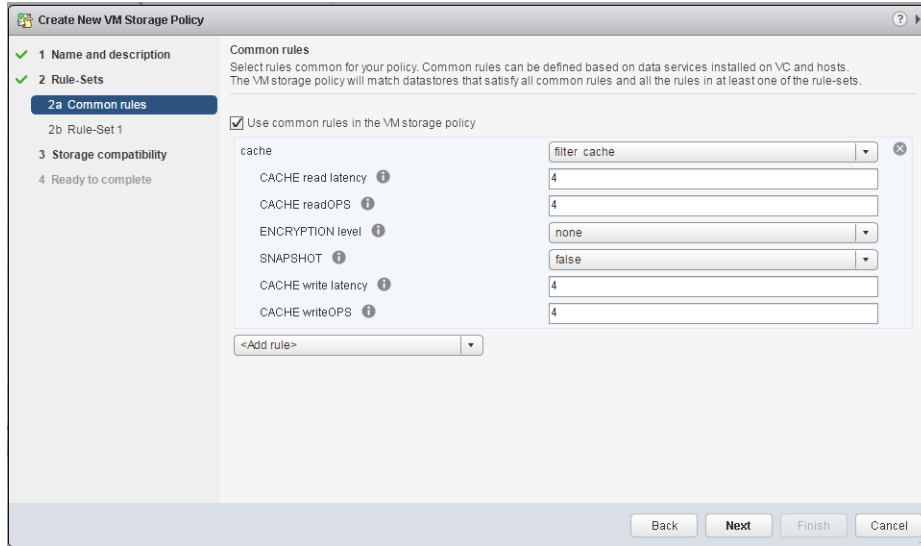 Create New VM Storage Policy
?
1 Name and description
2 Rule-Sets
2a Common rules
2b Rule-Set 1
3 Storage compatibility
4 Ready to complete
Common rules
Select rules common for your policy. Common rules can be defined based on data services installed on VC and hosts.
The VM storage policy will match datastores that satisfy all common rules and all the rules in at least one of the rule-sets.
Use common rules in the VM storage policy
cache filter cache
CACHE read latency 4
CACHE readOPS 4
ENCRYPTION level none
SNAPSHOT false
CACHE write latency 4
CACHE writeOPS 4
<Add rule>
Back Next Finish Cancel